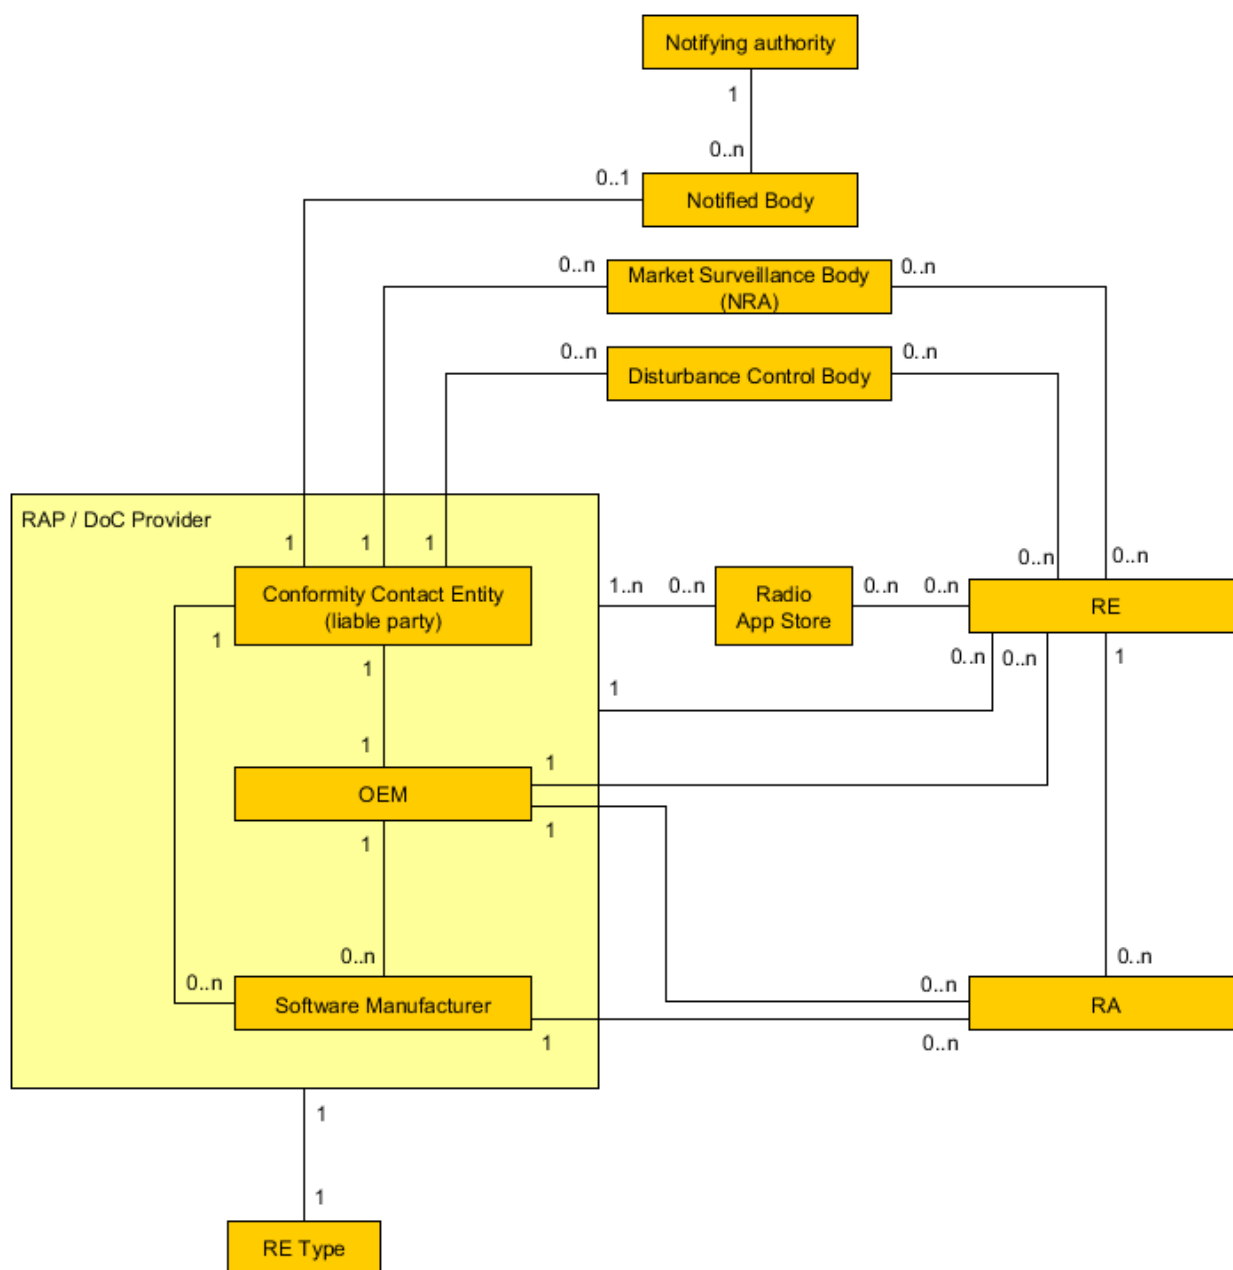 Notifying authority
1
0..n
0..1
Notified Body
0..n
Market Surveillance Body
(NRA)
0..n
0..n
Disturbance Control Body
0..n
RAP / DoC Provider
1
1
1
0..n
0..n
Conformity Contact Entity
(liable party)
1..n
0..n
Radio
App Store
0..n
0..n
RE
1
1
0..n
0..n
1
1
1
1
OEM
1
1
0..n
0..n
0..n
0..n
Software Manufacturer
RA
1
0..n
1
1
RE Type